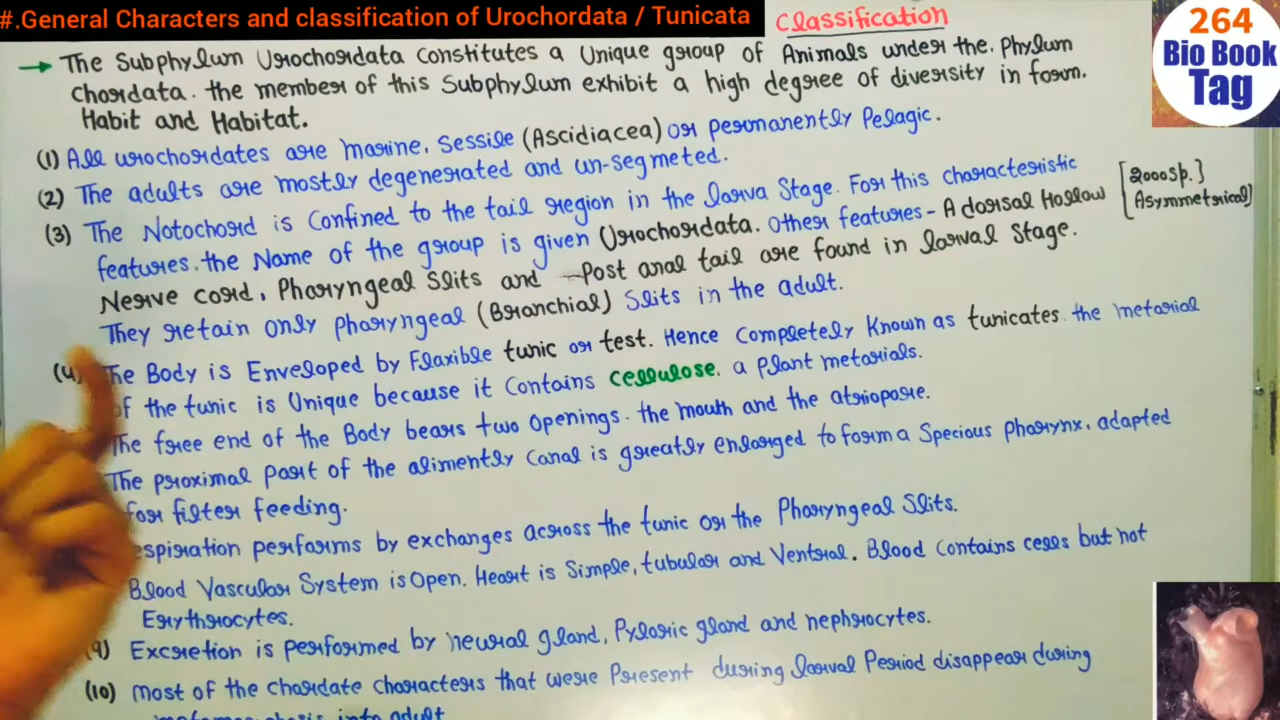 #.General Characters and classification of Urochordata / Tunicata
Classification
264
Bio Book
Tag
→ The Subphylum Urochordata constitutes a Unique group of Animals under the. Phylum
Chordata. the member of this Subphylum exhibit a high degree of diversity in form.
Habit and Habitat.
(1) All urochordates are marine. Sessile (Ascidiacea) or permanently Pelagic.
(2) The adults are mostly degenerated and un-segmeted.
(3) The Notochord is Confined to the tail region in the larva Stage. For this characteristic
[2000sp.}
Asymmetrical]
features. the Name of the group is given Urochordata. Other features - A dorsal Hollow
Nerve cord, Pharyngeal Slits and Post anal tail are found in larval Stage.
They retain only pharyngeal (Branchial) Slits in the adult.
(4) The Body is Enveloped by Flaxible tunic or test. Hence Completely Known as tunicates. the metarial
of the tunic is Unique because it Contains cellulose. a plant metarials.
The free end of the Body bears two Openings. the mouth and the atriopore.
The proximal part of the alimently Canal is greatly enlarged to form a Specious pharynx. adapted
for filter feeding.
espiration performs by exchanges across the tunic or the Pharyngeal Slits.
Blood Vascular System is Open. Heart is Simple, tubular and Ventral. Blood Contains cells but not
Erythrocytes.
(9) Excretion is performed by neural gland, Pyloric gland and nephrocytes.
(10) most of the chordate characters that were Present during larval Period disappear during
into adult